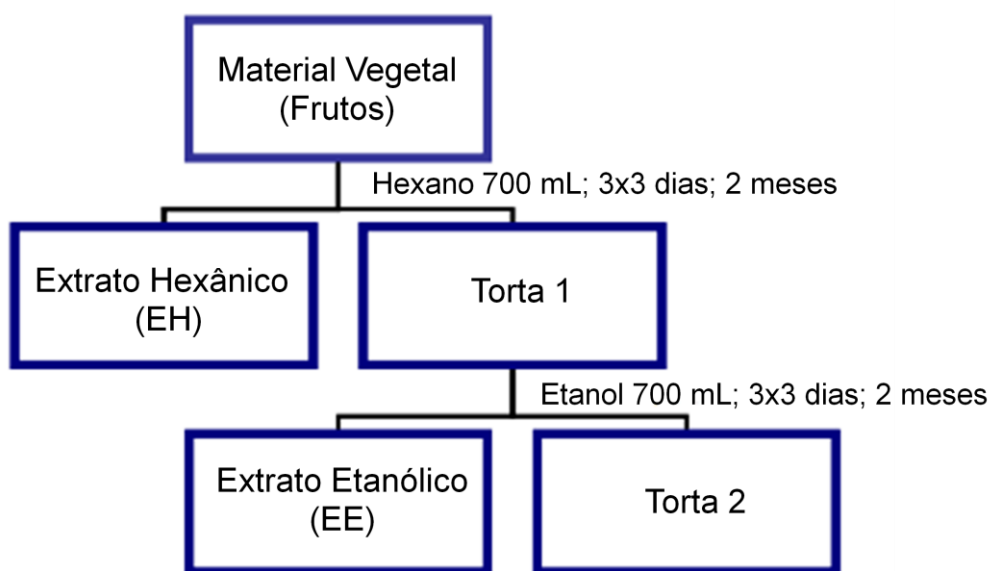 Material Vegetal
(Frutos)
Hexano 700 mL; 3x3 dias; 2 meses
Extrato Hexânico
(EH)
Torta 1
Etanol 700 mL; 3x3 dias; 2 meses
Extrato Etanólico
(EE)
Torta 2